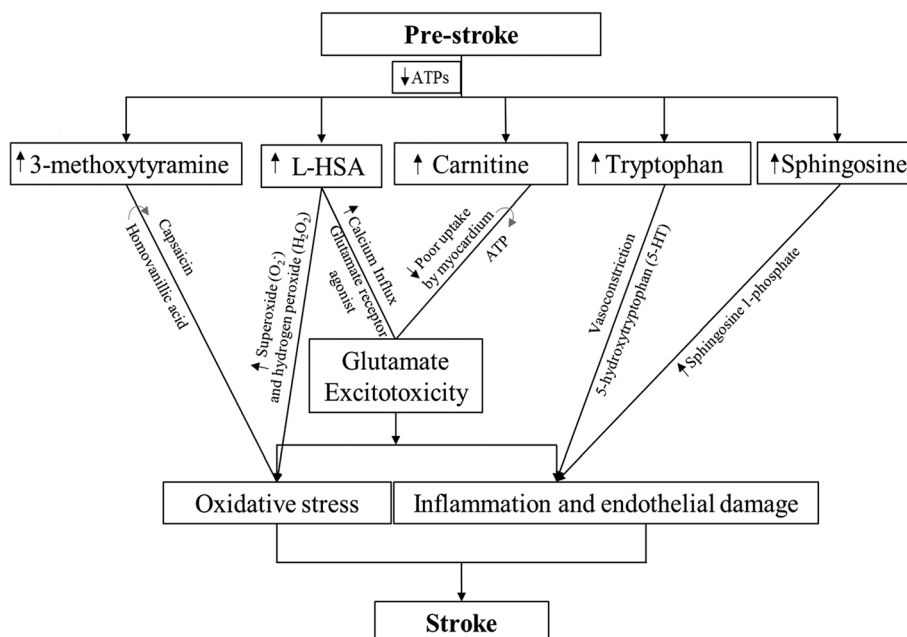 Pre-stroke
↓ATPs
↑3-methoxytyramine
↑ L-HSA
↑ Carnitine
↑Tryptophan
↑Sphingosine
Capsaicin
Homovanillic acid
↑ Superoxide (O₂⁻)
and hydrogen peroxide (H₂O₂)
↑Calcium Influx
Glutamate receptor
agonist
↓ Poor uptake
by myocardium
ATP
Vasoconstriction
5-hydroxytryptophan (5-HT)
↑Sphingosine 1-phosphate
Glutamate
Excitotoxicity
Oxidative stress
Inflammation and endothelial damage
Stroke